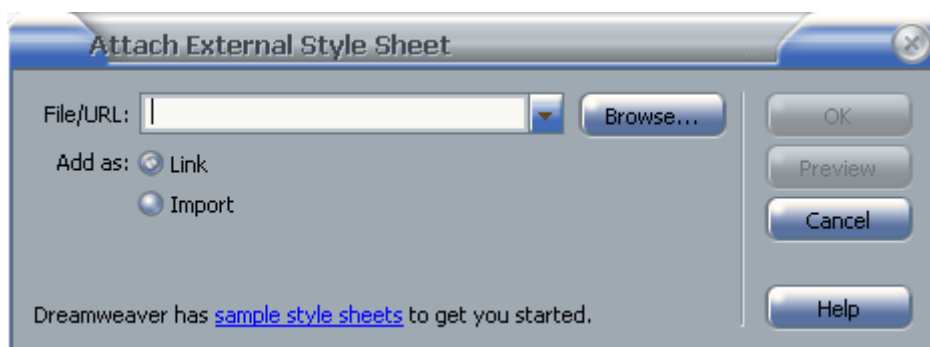 Attach External Style Sheet
File/URL: Browse... OK
Add as: Link Preview
Import Cancel
Dreamweaver has sample style sheets to get you started. Help